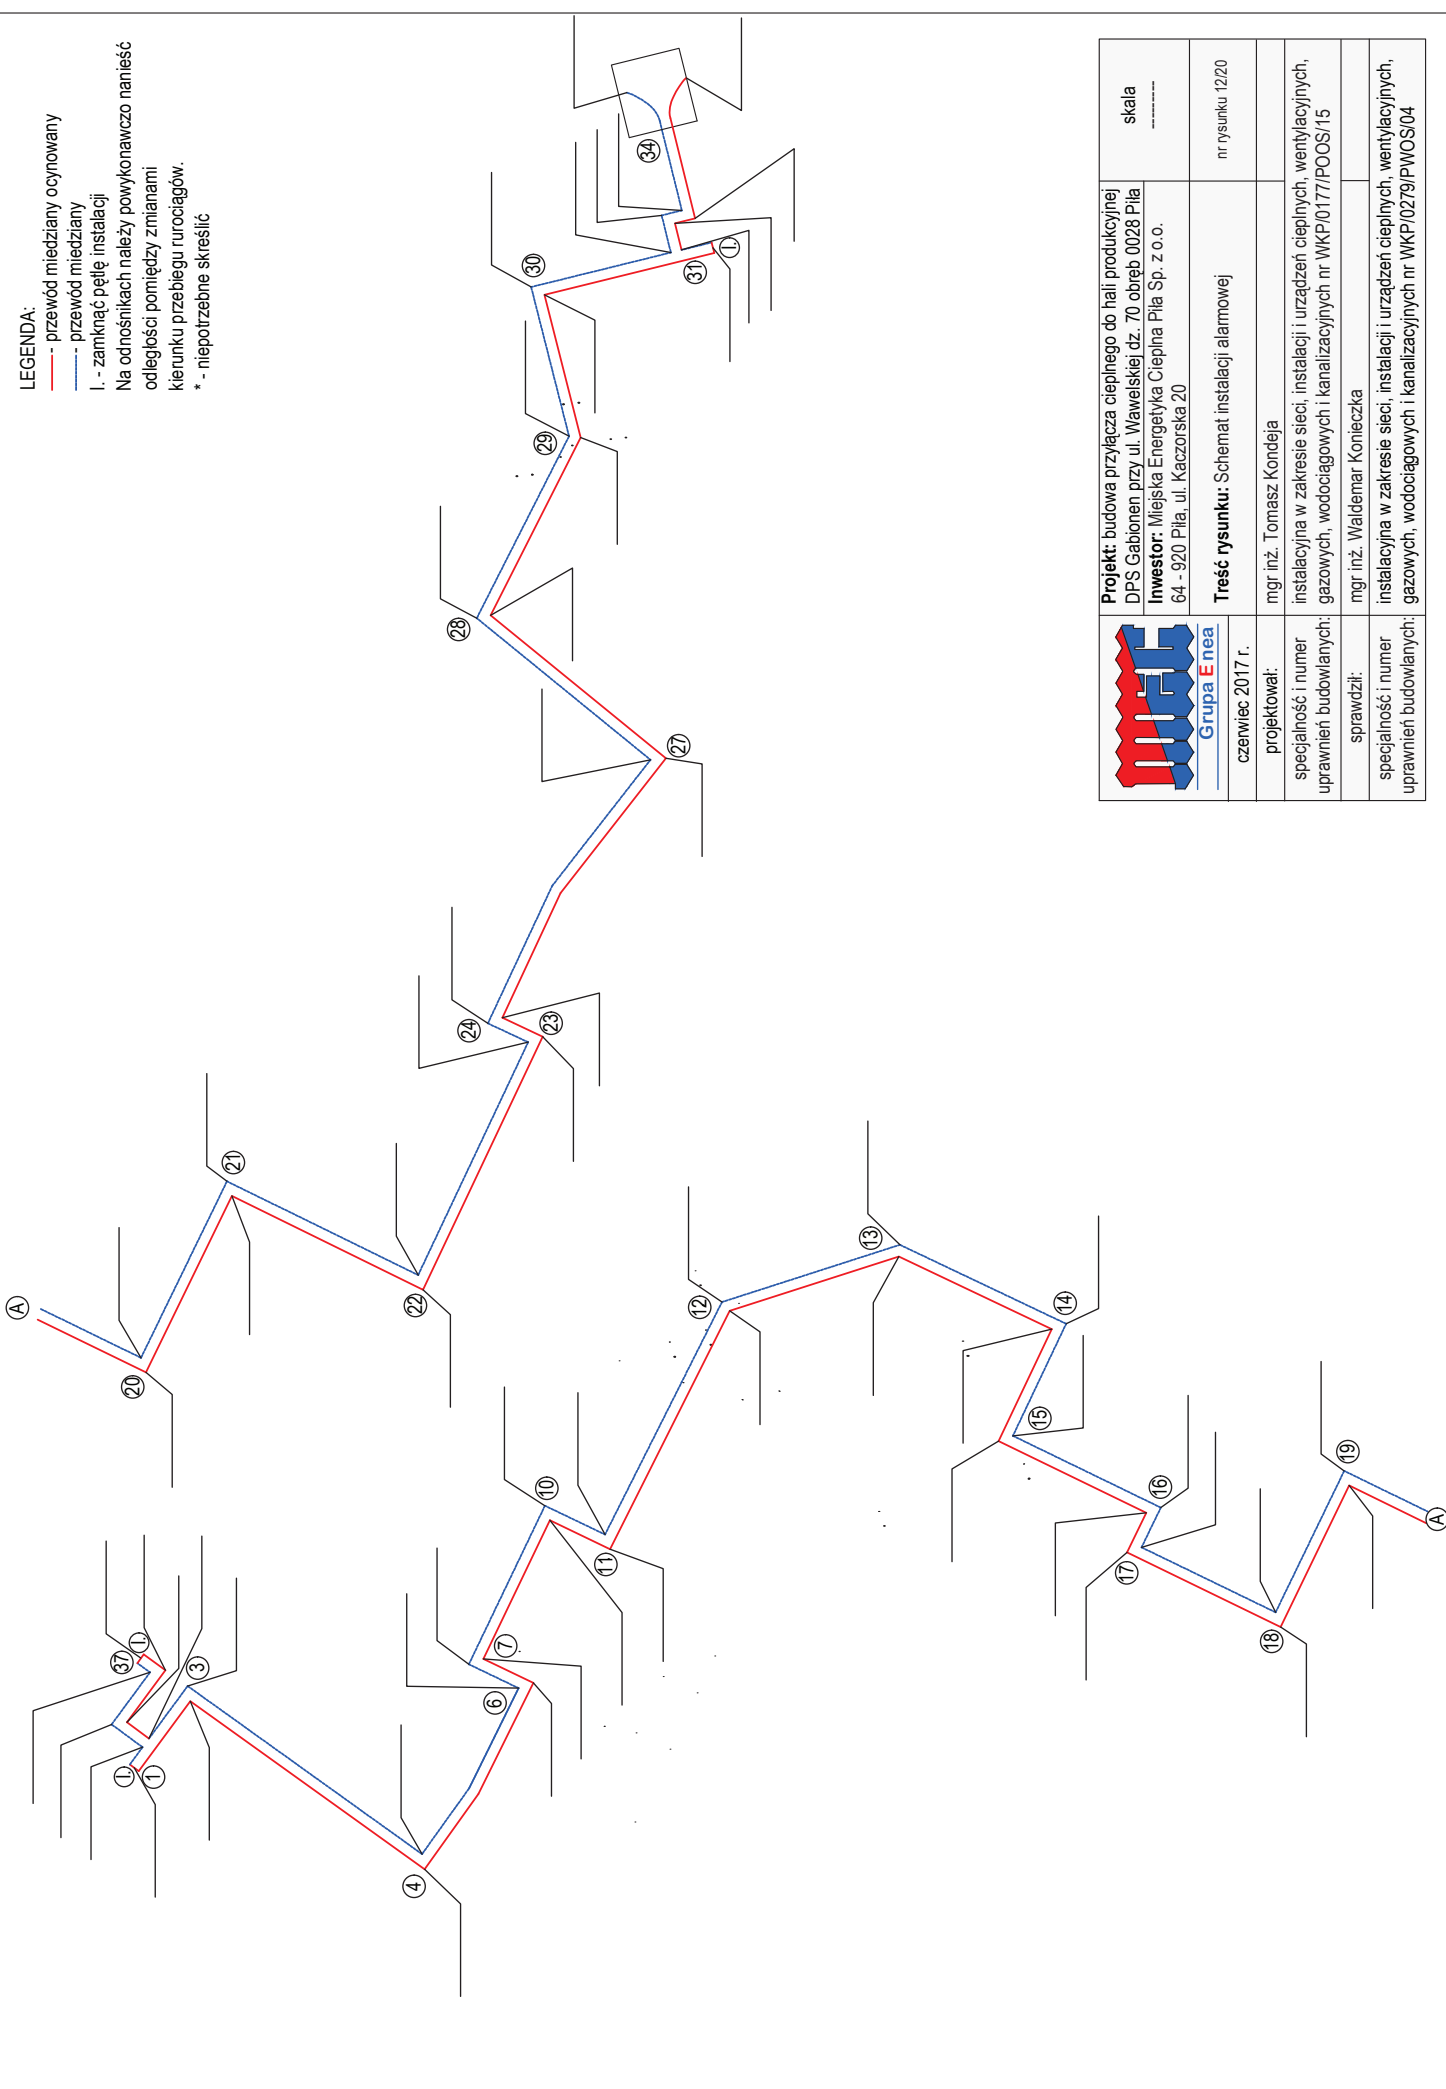 LEGENDA:
- przewód miedziany ocynowany
- przewód miedziany
I. - zamknąć pętlę instalacji
Na odnośnikach należy powykonawczo nanieść
odległości pomiędzy zmianami
kierunku przebiegu rurociągów.
* - niepotrzebne skreślić
I.
1
37
I.
3
4
6
7
10
11
12
13
14
15
16
17
18
19
A
A
20
21
22
23
24
27
28
29
30
31
I.
34
Grupa Enea
Projekt: budowa przyłącza cieplnego do hali produkcyjnej
DPS Gabionen przy ul. Wawelskiej dz. 70 obręb 0028 Piła
skala
---------
Inwestor: Miejska Energetyka Cieplna Piła Sp. z o.o.
64 - 920 Piła, ul. Kaczorska 20
czerwiec 2017 r.
Treść rysunku: Schemat instalacji alarmowej
nr rysunku 12/20
projektował:
mgr inż. Tomasz Kondeja
specjalność i numer
uprawnień budowlanych:
instalacyjna w zakresie sieci, instalacji i urządzeń cieplnych, wentylacyjnych,
gazowych, wodociągowych i kanalizacyjnych nr WKP/0177/POOS/15
sprawdził:
mgr inż. Waldemar Konieczka
specjalność i numer
uprawnień budowlanych:
instalacyjna w zakresie sieci, instalacji i urządzeń cieplnych, wentylacyjnych,
gazowych, wodociągowych i kanalizacyjnych nr WKP/0279/PWOS/04